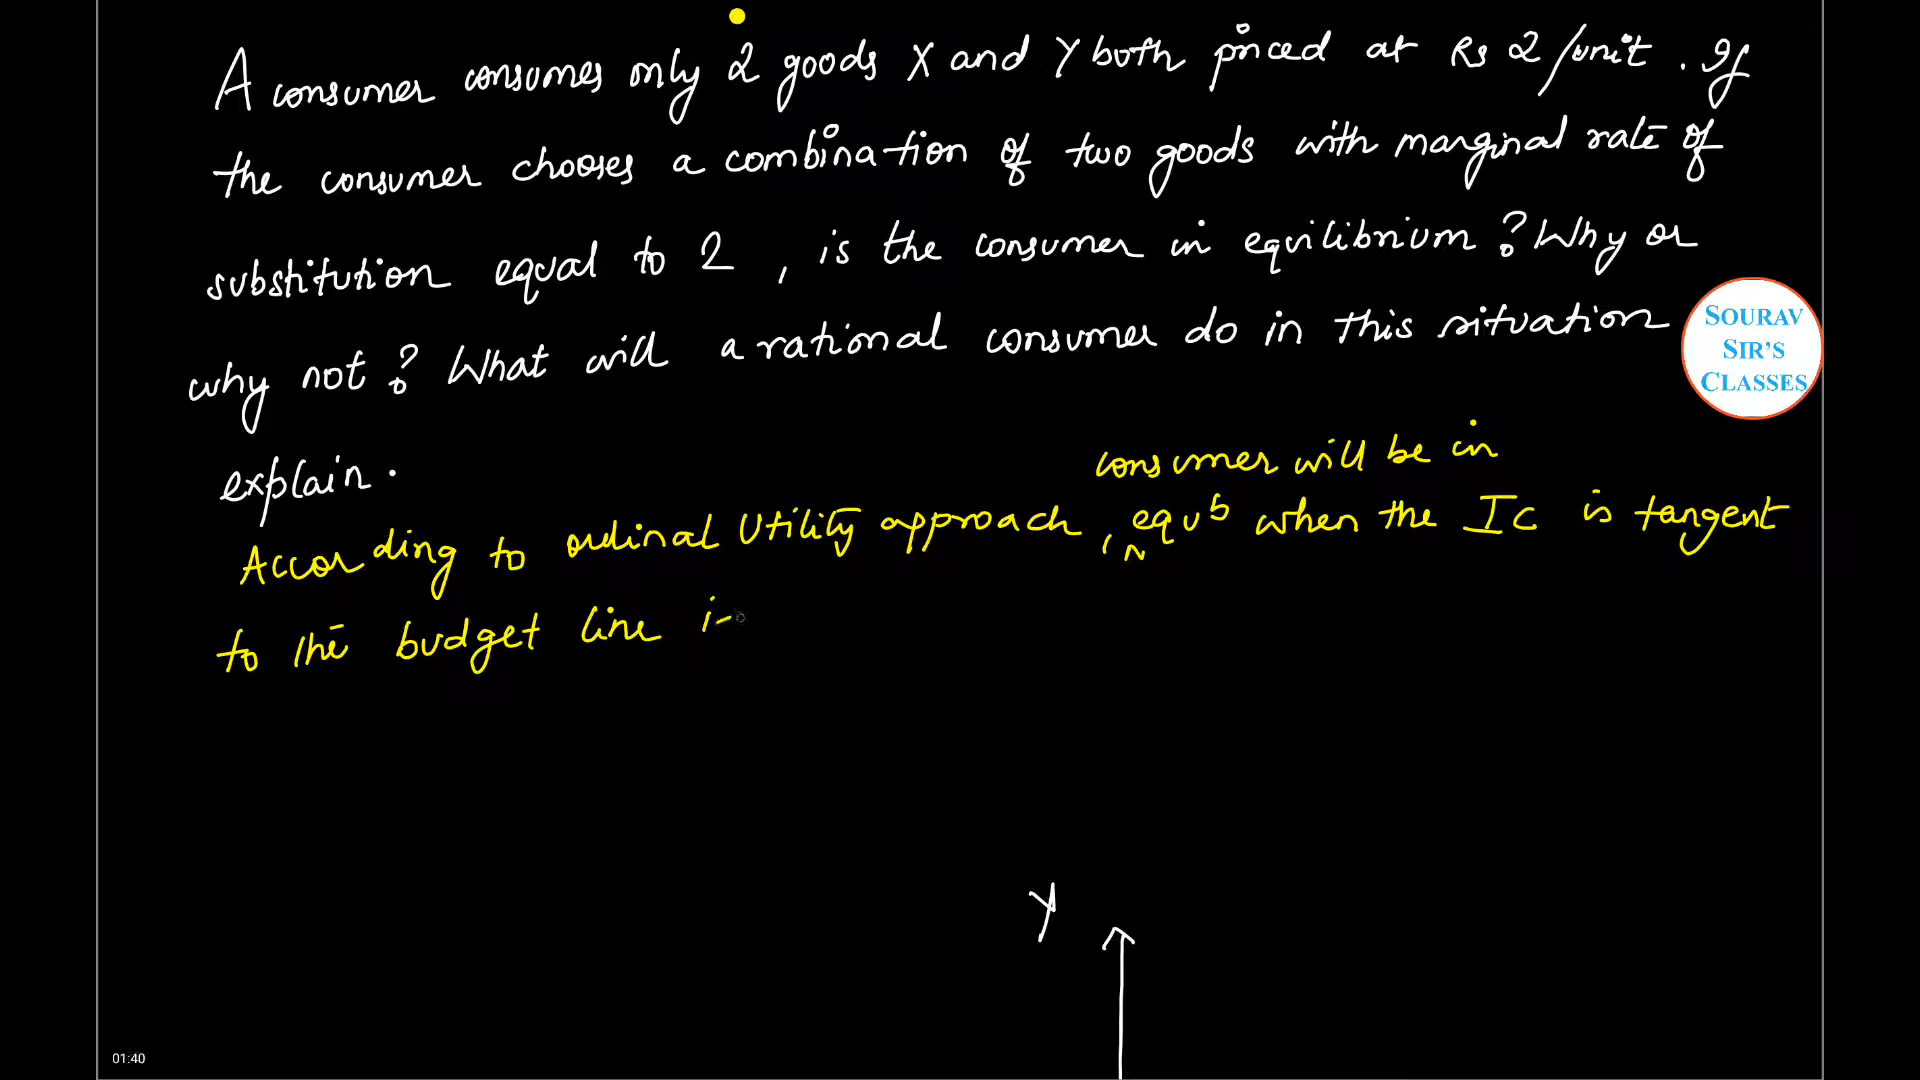 A consumer consumes only 2 goods X and Y both priced at Rs 2/unit. If
the consumer chooses a combination of two goods with marginal rate of
substitution equal to 2, is the consumer in equilibrium? Why or
why not? What will a rational consumer do in this situation
explain.
SOURAV
SIR'S
CLASSES
consumer will be in
According to ordinal Utility approach, equb when the IC is tangent
to the budget line i-
Y
01:40